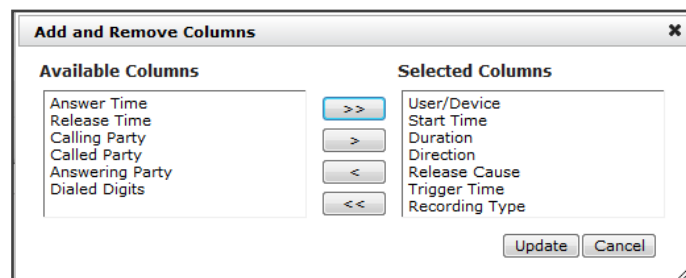 Add and Remove Columns ✖
Available Columns
Answer Time
Release Time
Calling Party
Called Party
Answering Party
Dialed Digits
>>
>
<
<<
Selected Columns
User/Device
Start Time
Duration
Direction
Release Cause
Trigger Time
Recording Type
Update Cancel